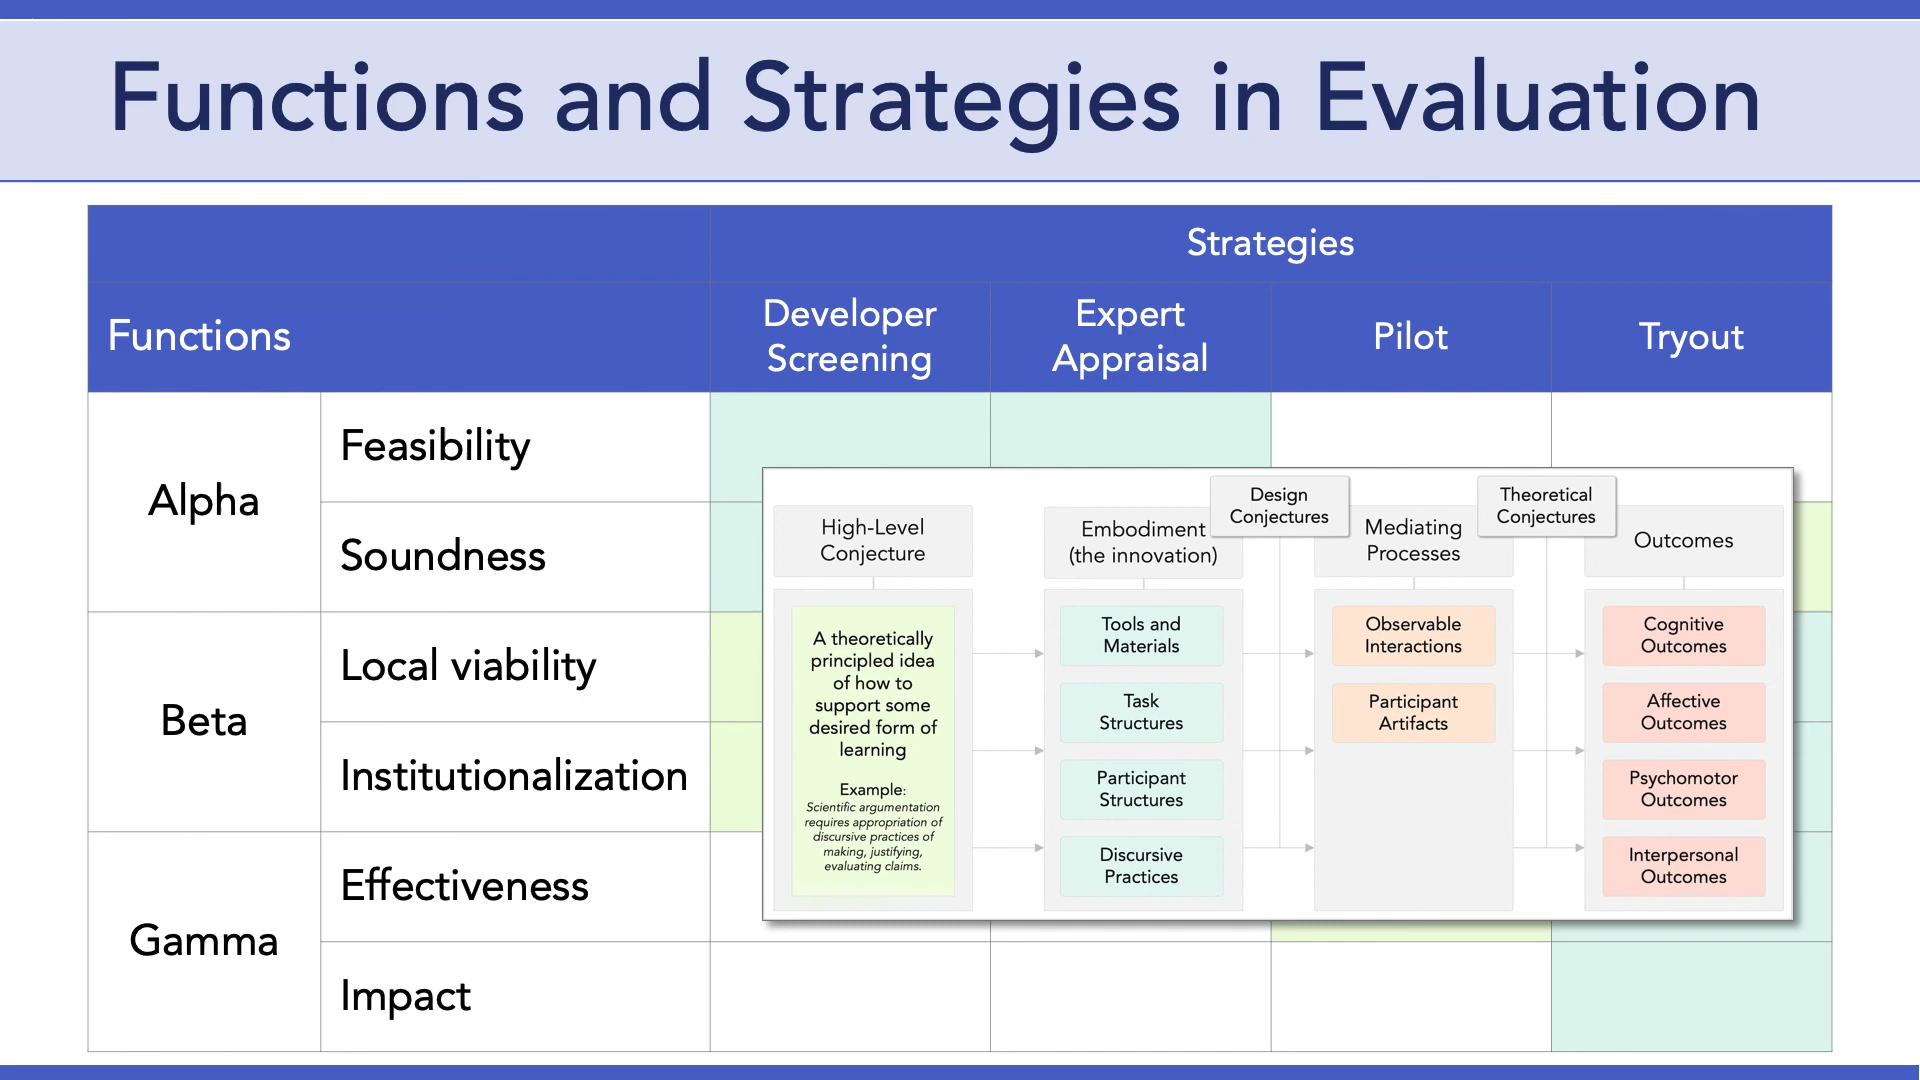 Functions and Strategies in Evaluation
Strategies
Functions
Developer
Screening
Expert
Appraisal
Pilot
Tryout
Alpha
Feasibility
Soundness
Beta
Local viability
Institutionalization
Gamma
Effectiveness
Impact
High-Level
Conjecture
A theoretically
principled idea
of how to
support some
desired form of
learning
Example:
Scientific argumentation
requires appropriation of
discursive practices of
making, justifying,
evaluating claims.
Embodiment
(the innovation)
Tools and
Materials
Task
Structures
Participant
Structures
Discursive
Practices
Design
Conjectures
Mediating
Processes
Observable
Interactions
Participant
Artifacts
Theoretical
Conjectures
Outcomes
Cognitive
Outcomes
Affective
Outcomes
Psychomotor
Outcomes
Interpersonal
Outcomes